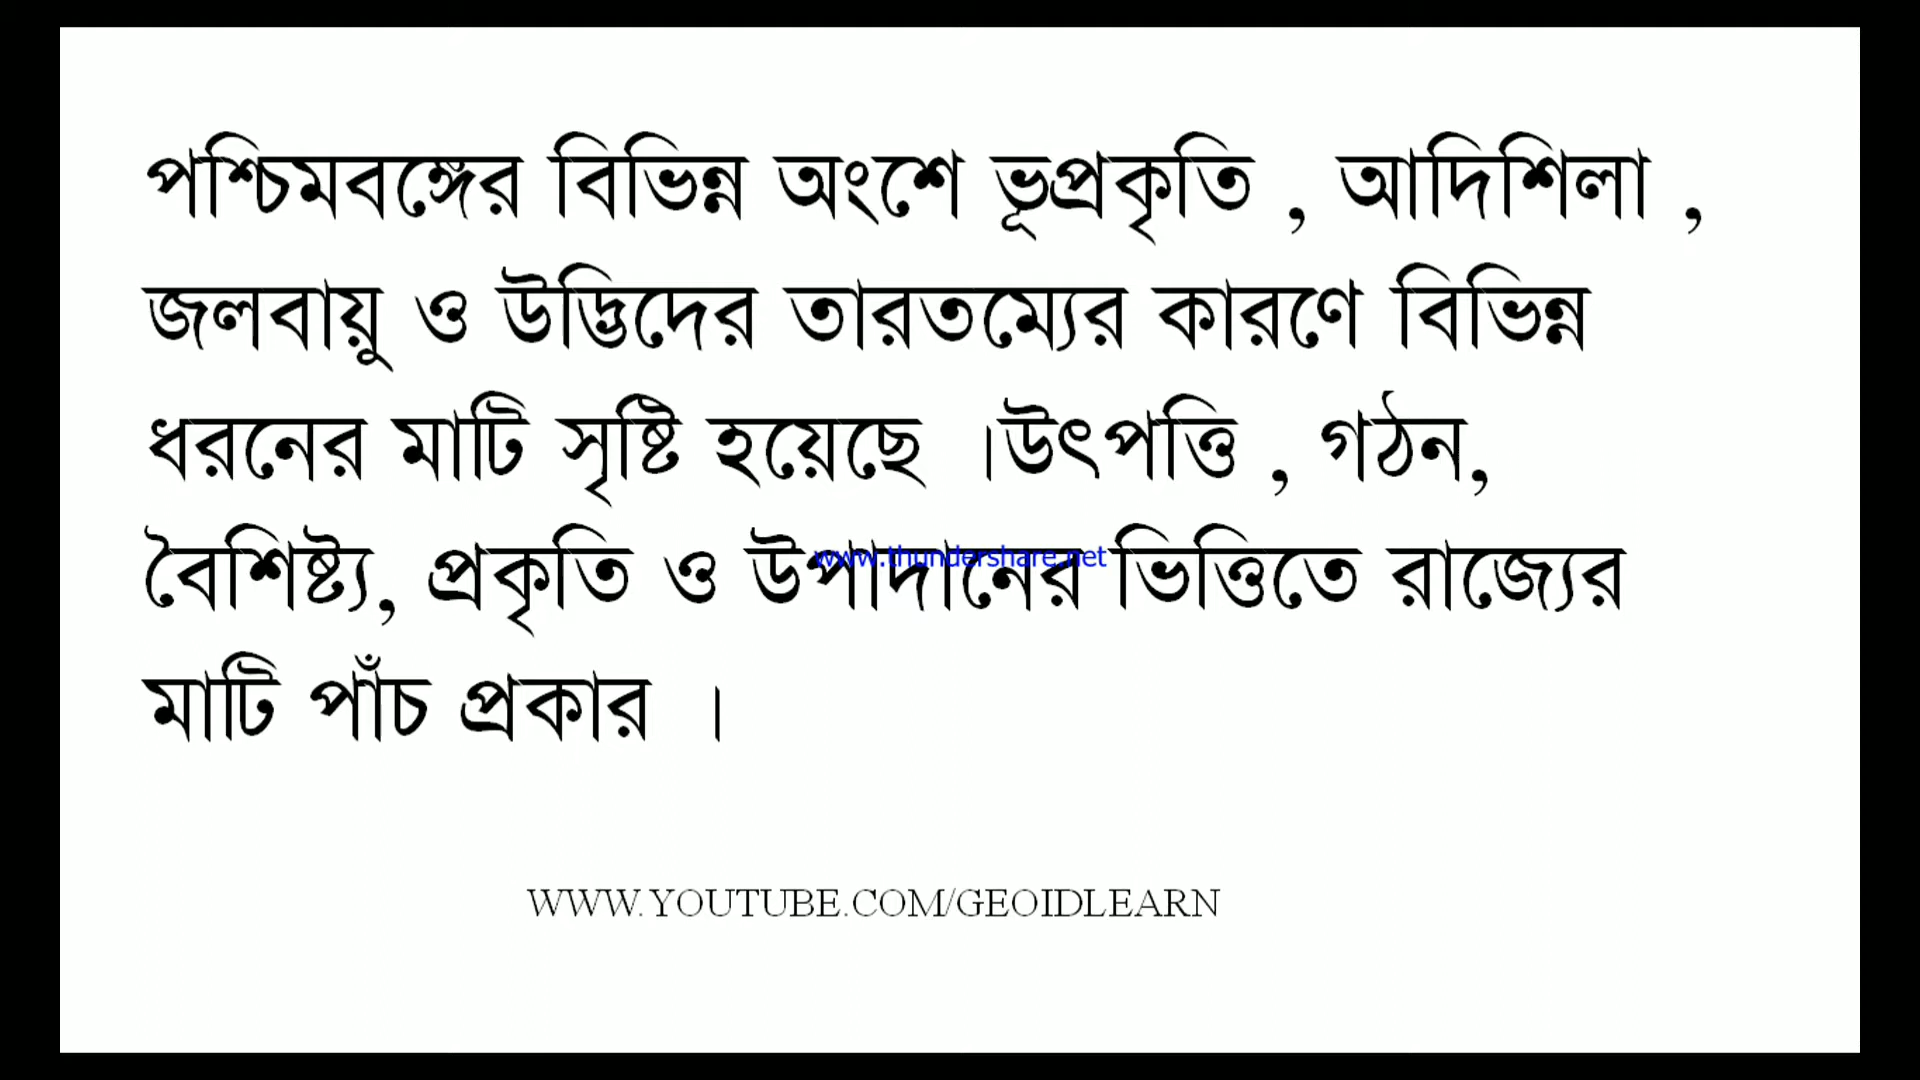 পশ্চিমবঙ্গের বিভিন্ন অংশে ভূপ্রকৃতি , আদিশিলা ,
জলবায়ু ও উদ্ভিদের তারতম্যের কারণে বিভিন্ন
ধরনের মাটি সৃষ্টি হয়েছে ।উৎপত্তি , গঠন,
বৈশিষ্ট্য, প্রকৃতি ও উপাদানের ভিত্তিতে রাজ্যের
www.thundershare.net
মাটি পাঁচ প্রকার ।
WWW.YOUTUBE.COM/GEOIDLEARN